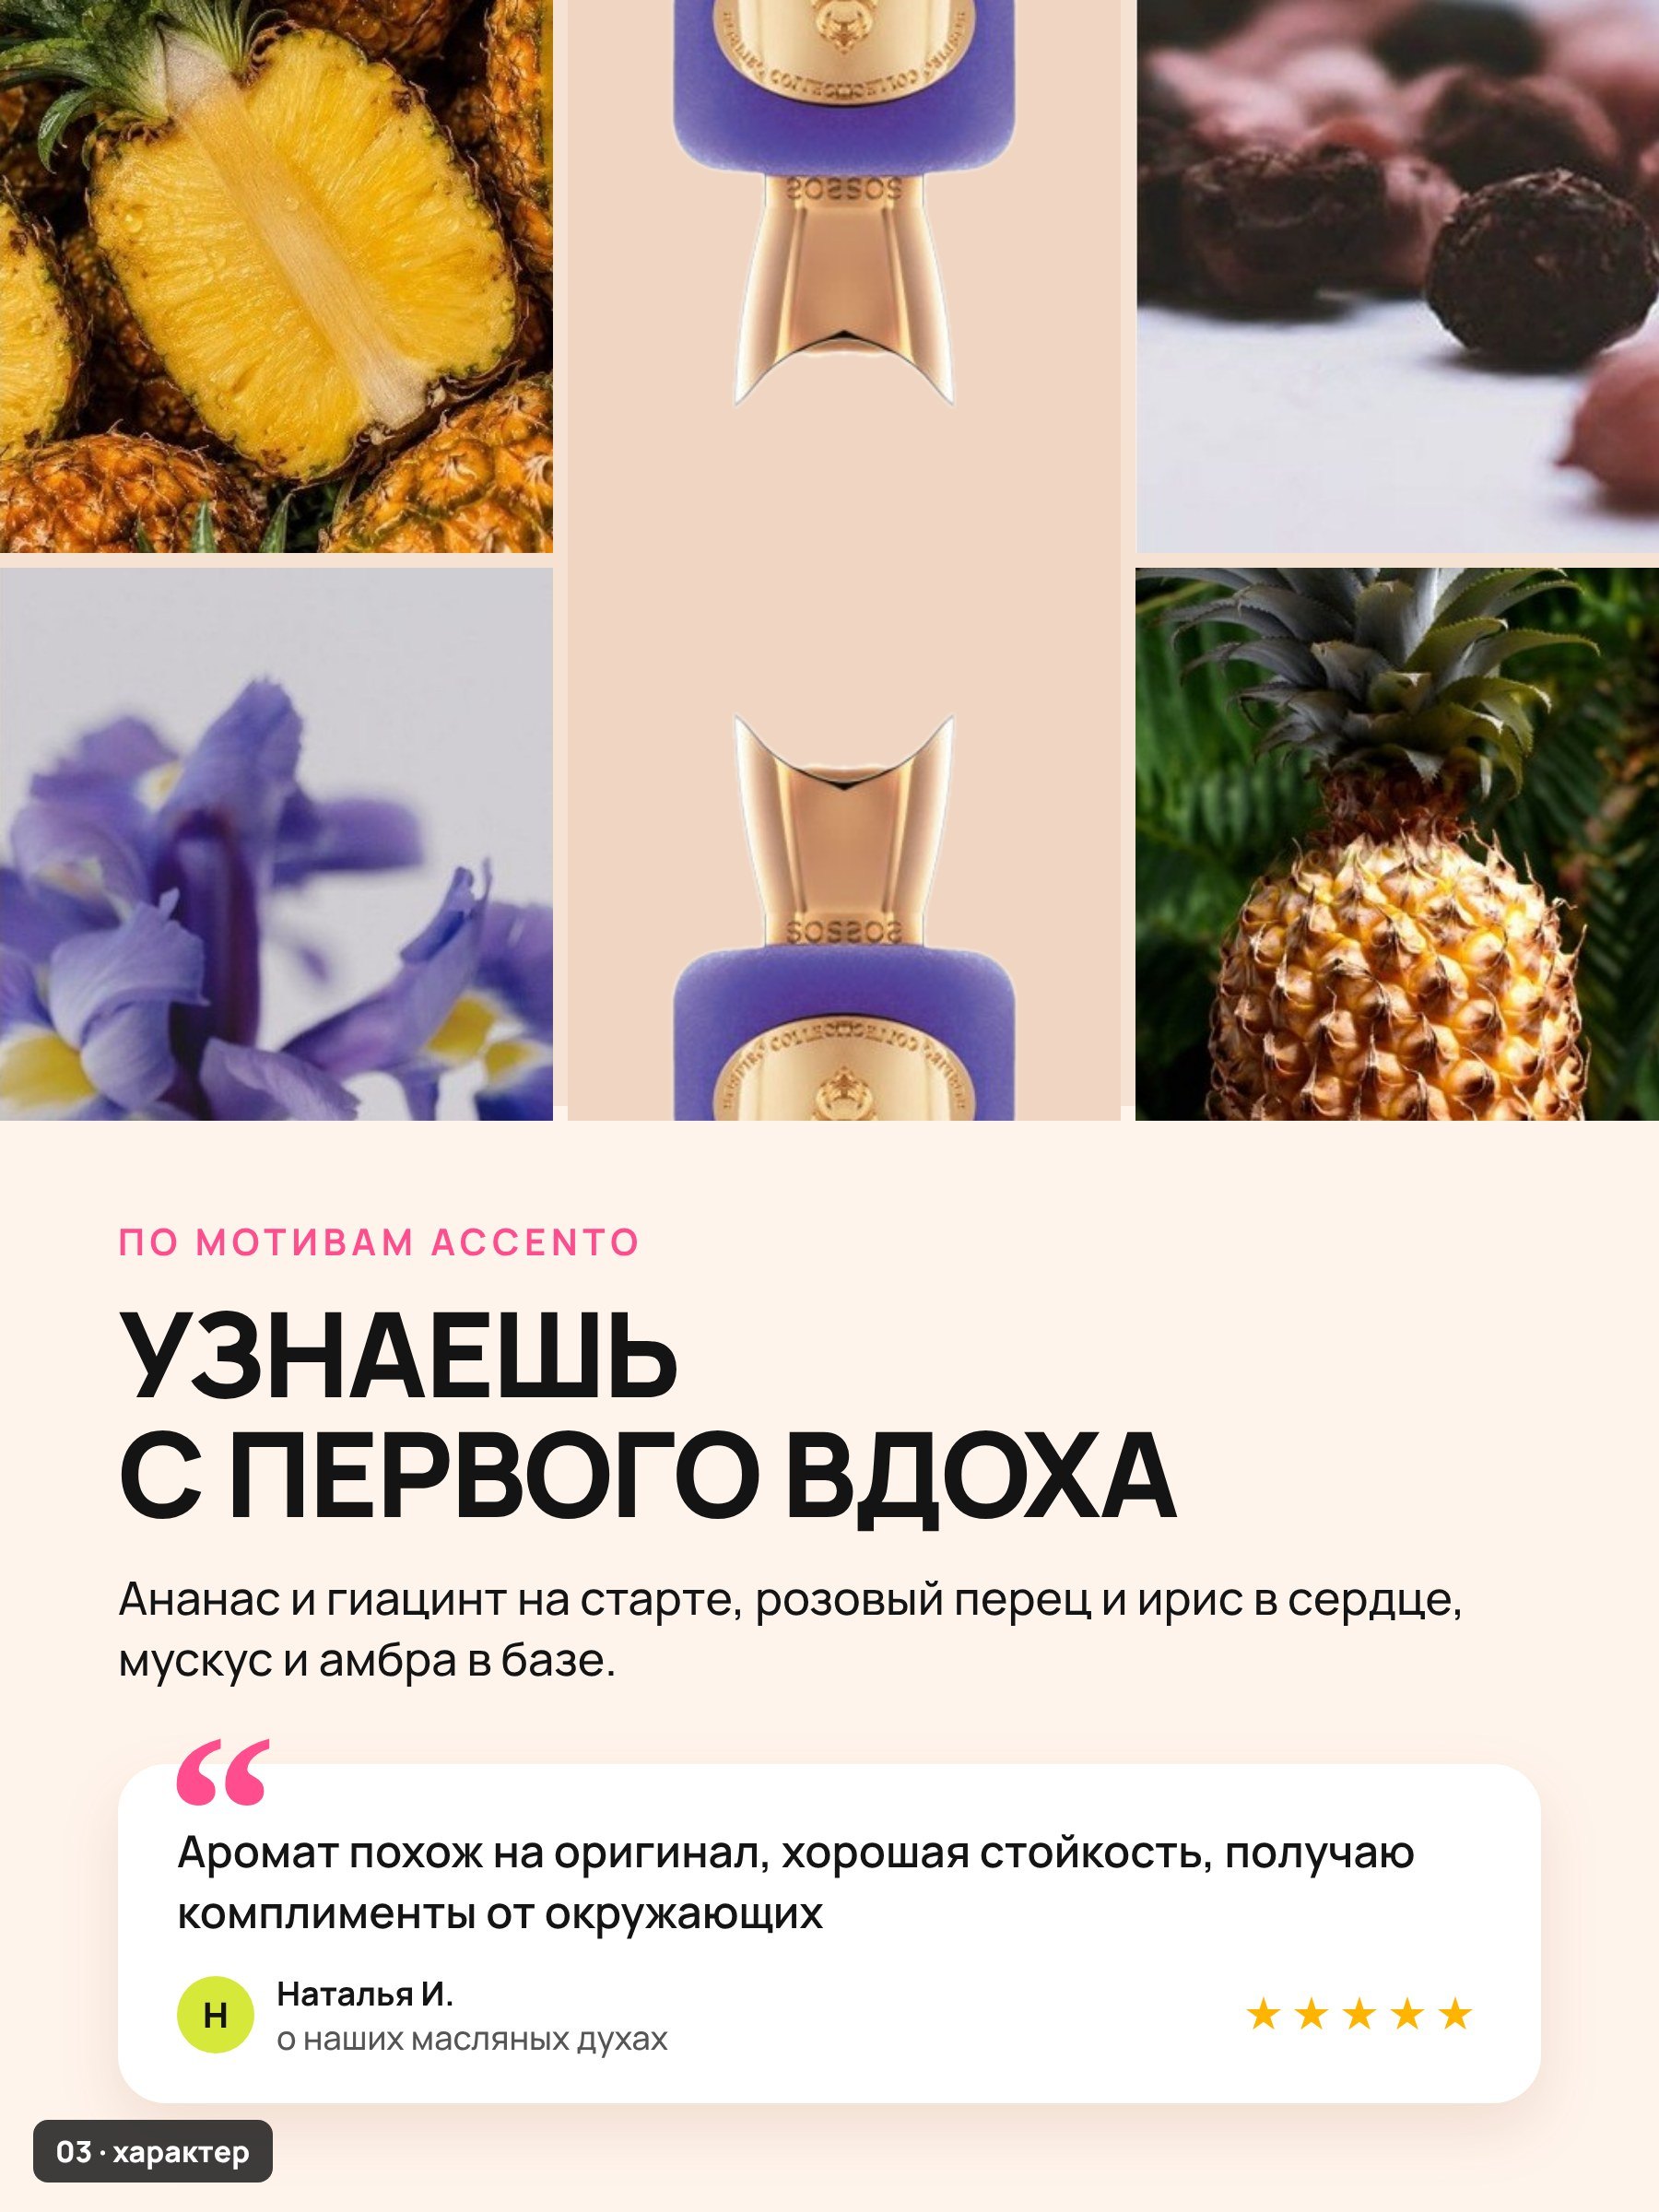 ПО МОТИВАМ ACCENTO
УЗНАЕШЬ
С ПЕРВОГО ВДОХА
Ананас и гиацинт на старте, розовый перец и ирис в сердце,
мускус и амбра в базе.
“
Аромат похож на оригинал, хорошая стойкость, получаю
комплименты от окружающих
Н
Наталья И.
о наших масляных духах
★★★★★
03 · характер